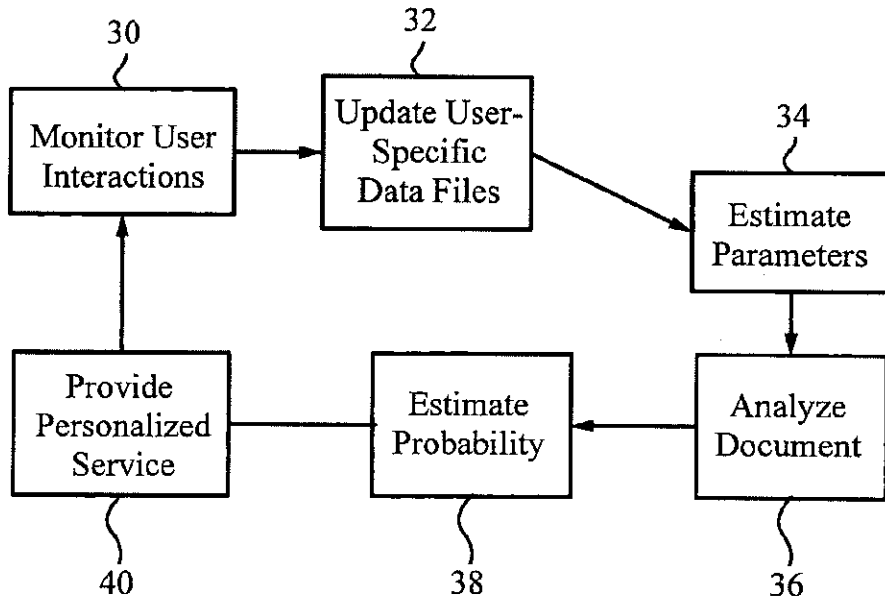 30
Monitor User
Interactions
32
Update User-
Specific
Data Files
34
Estimate
Parameters
Provide
Personalized
Service
40
Estimate
Probability
38
Analyze
Document
36